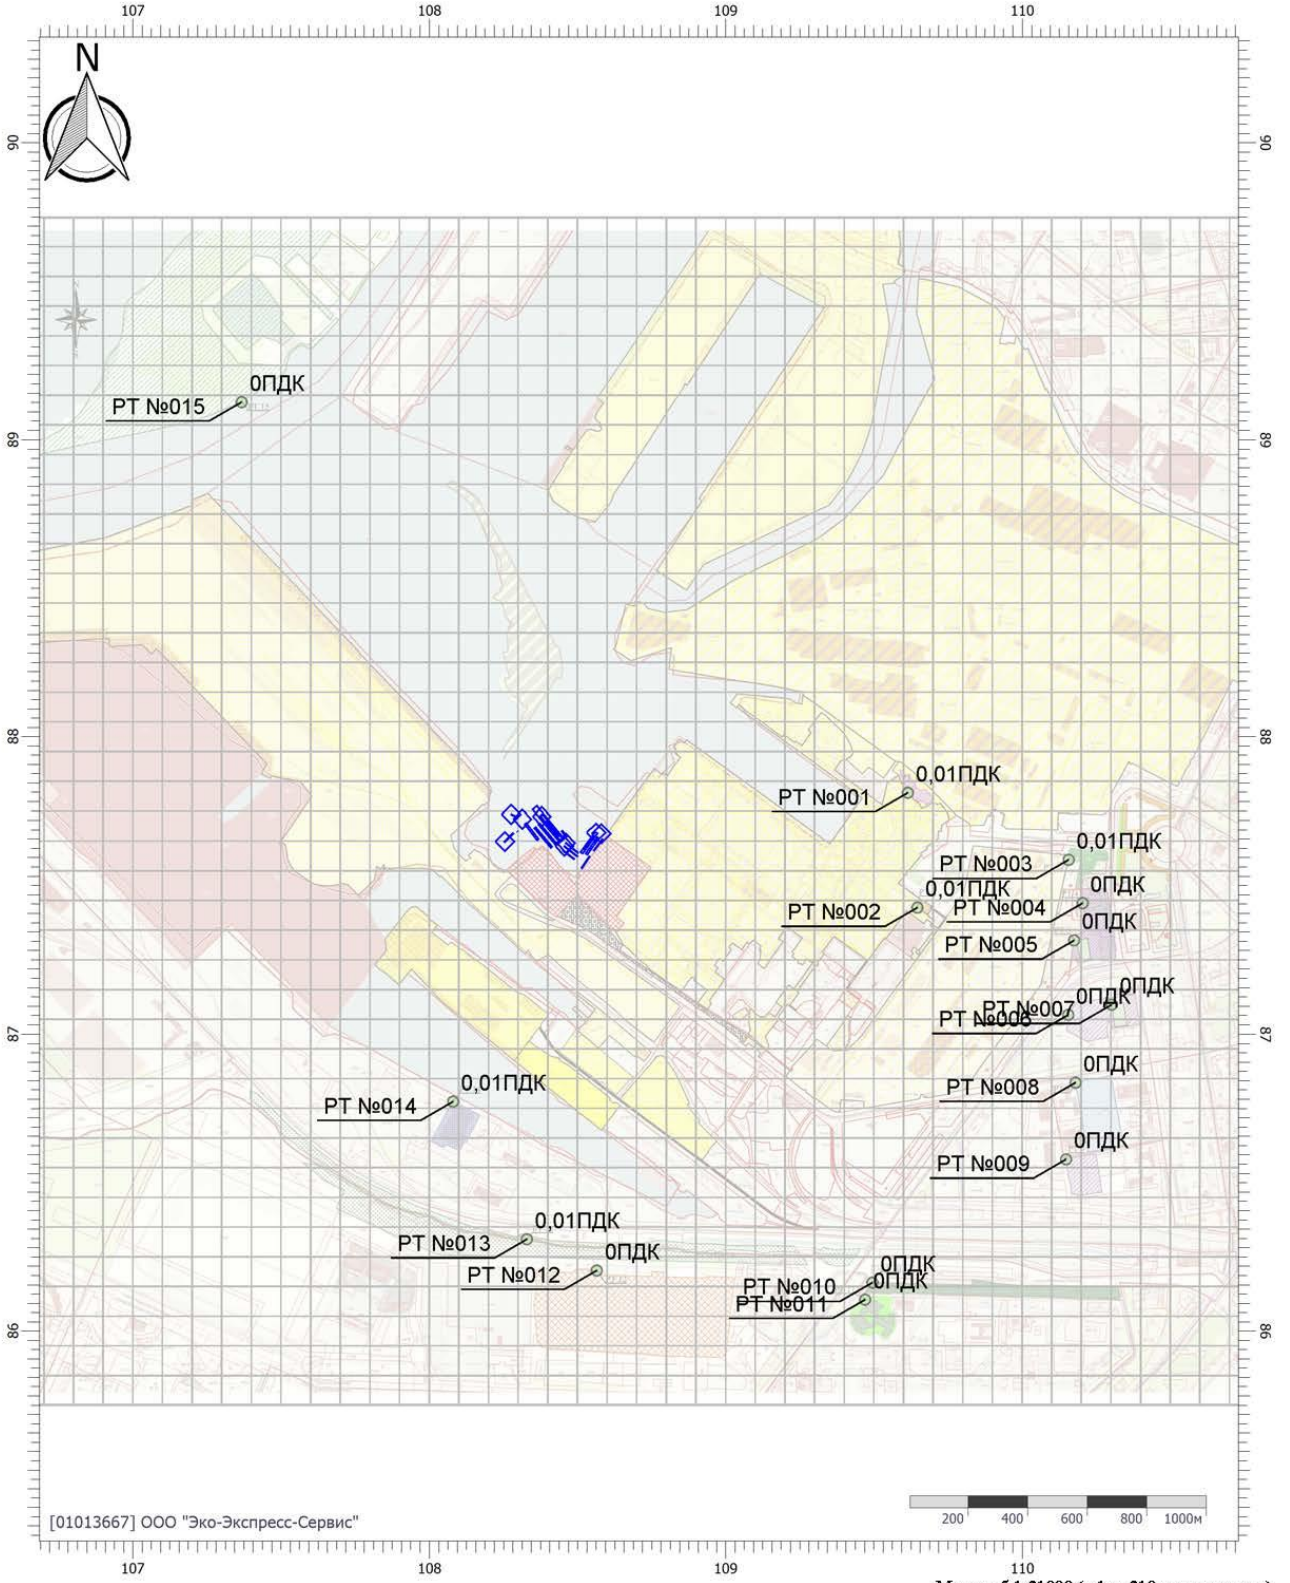 107 108 109 110
N
90 90
0ПДК
РТ №015
89 89
88 88
0,01ПДК
РТ №001
0,01ПДК
РТ №003
0,01ПДК
0ПДК
РТ №002
РТ №004
0ПДК
РТ №005
0ПДК
0ПДК
РТ №007
РТ №006
87 87
0ПДК
РТ №008
0,01ПДК
РТ №014
0ПДК
РТ №009
0,01ПДК
РТ №013
0ПДК
РТ №012
0ПДК
РТ №010
0ПДК
РТ №011
86 86
200 400 600 800 1000м
[01013667] ООО "Эко-Экспресс-Сервис"
107 108 109 110